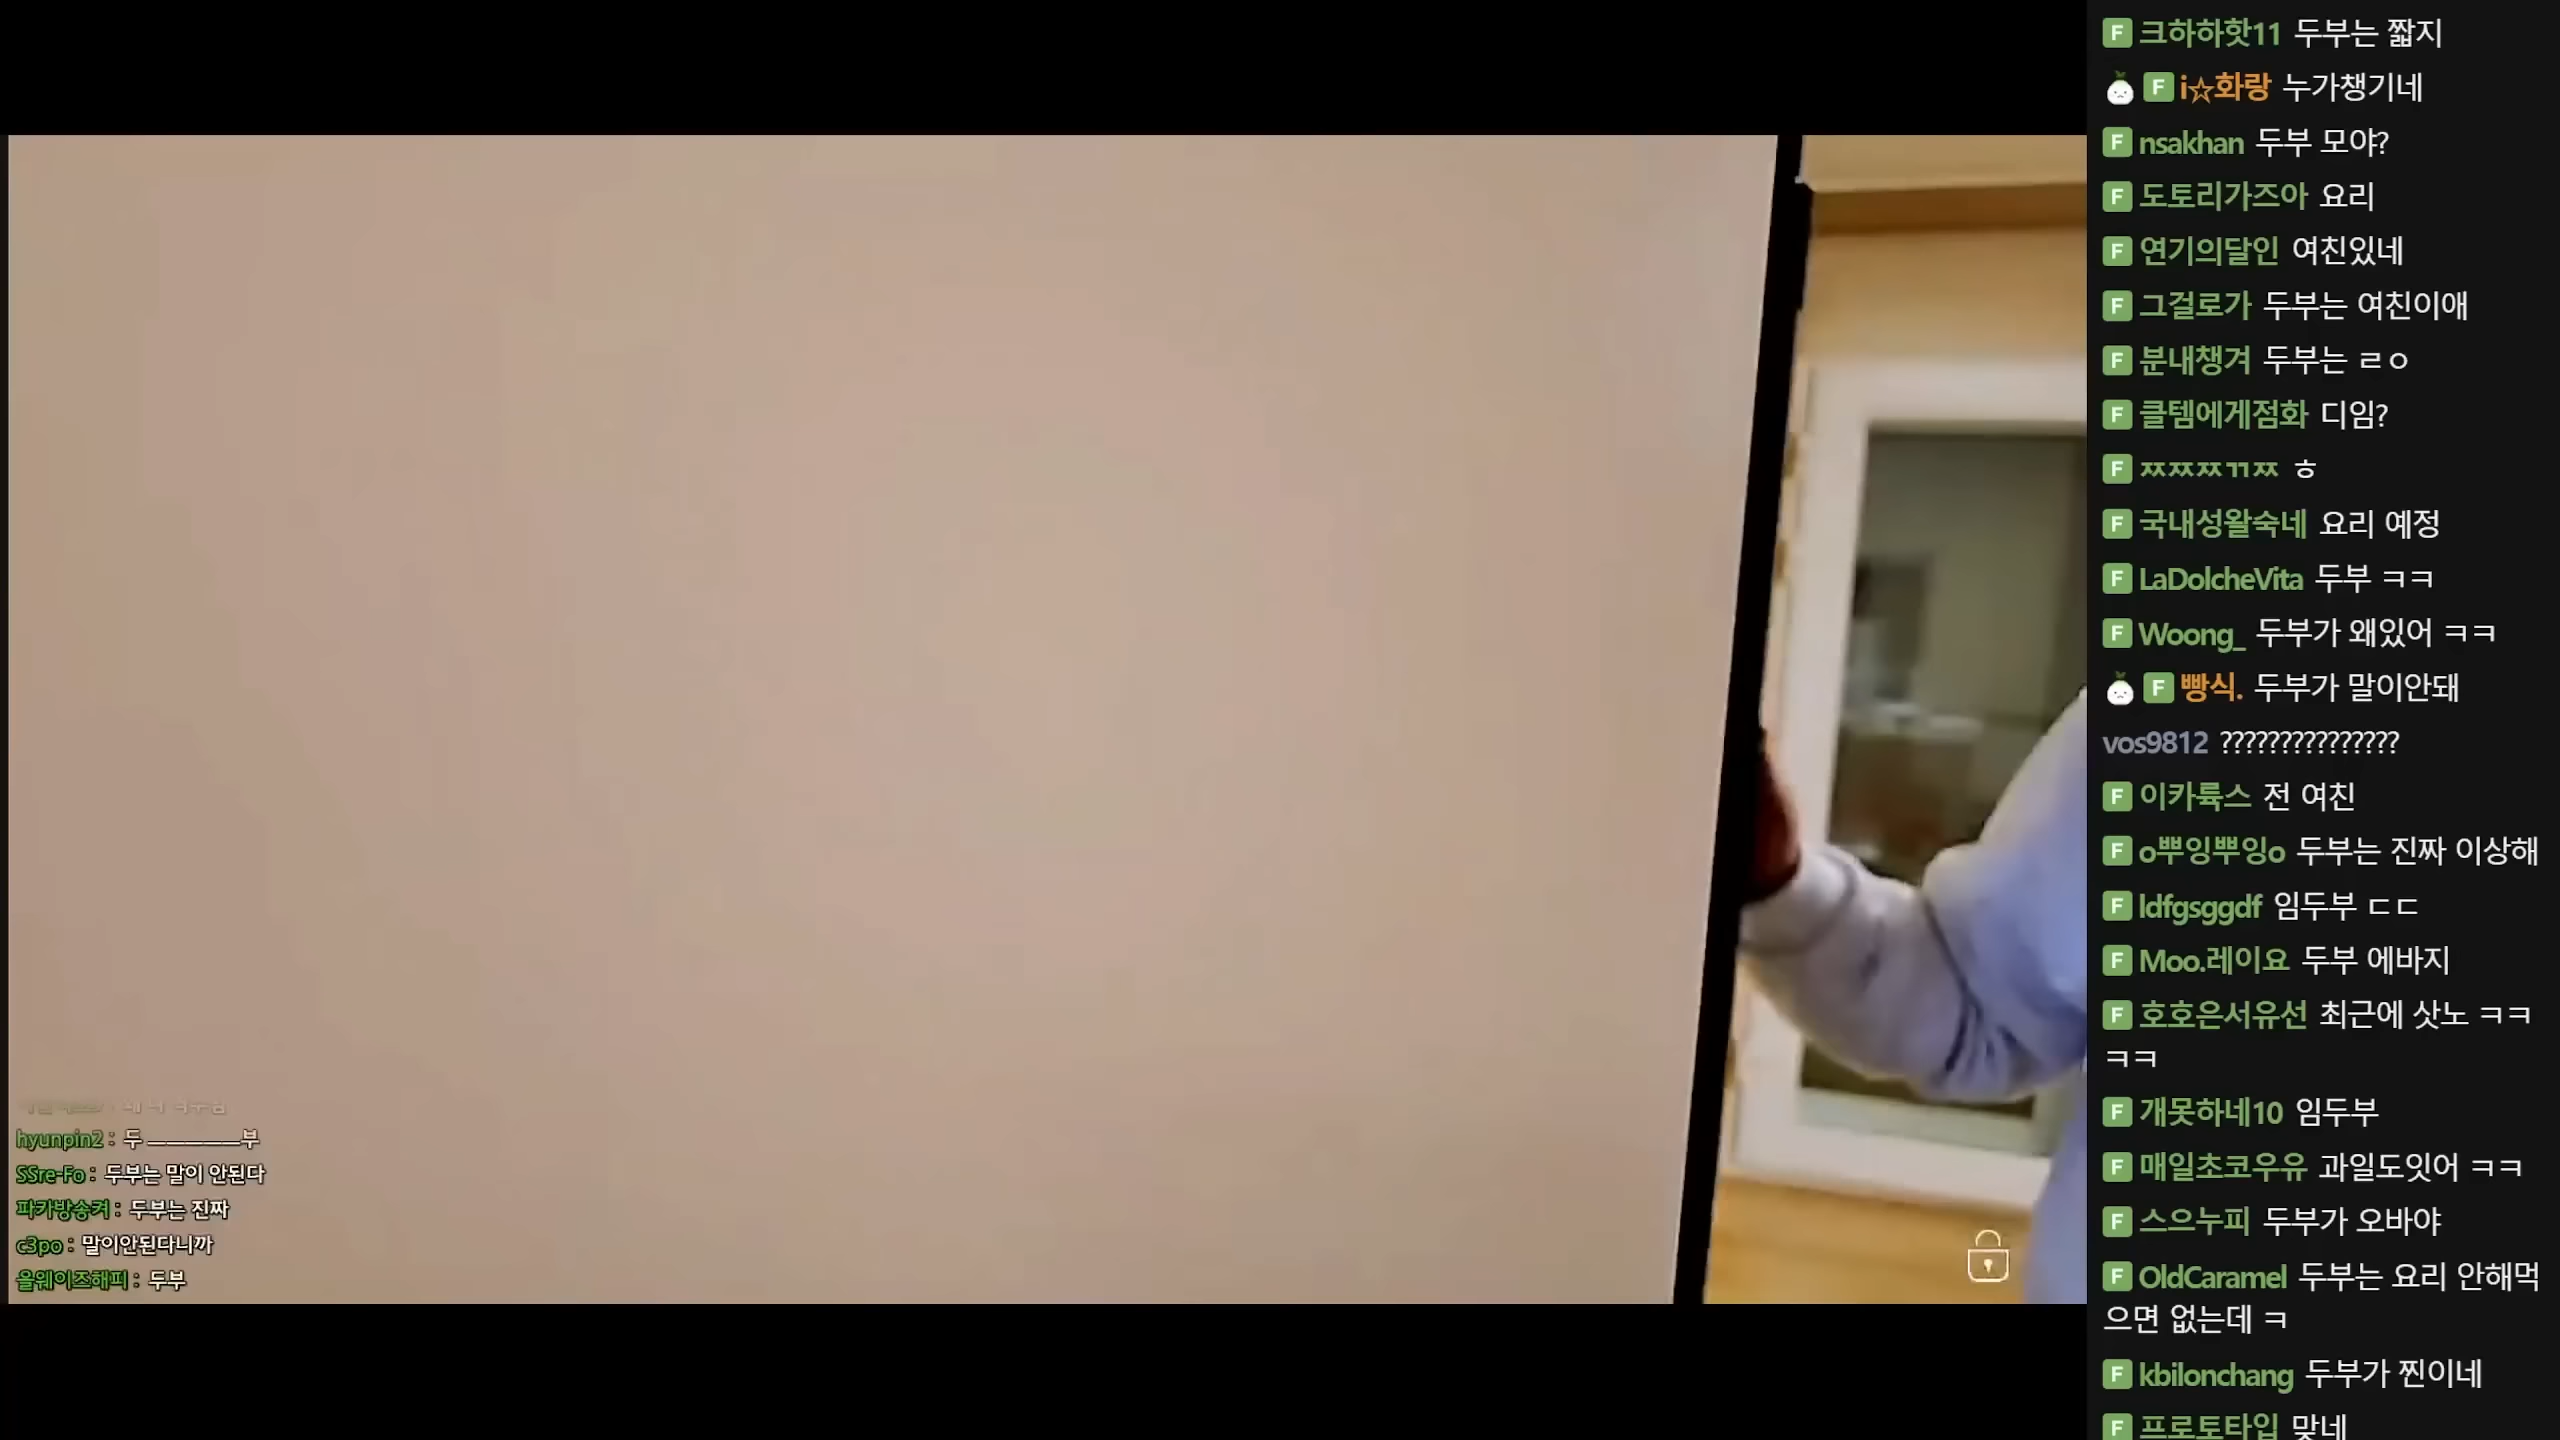 F 크하하핫11 두부는 짧지
F i☆화랑 누가챙기네
F nsakhan 두부 모야?
F 도토리가즈아 요리
F 연기의달인 여친있네
F 그걸로가 두부는 여친이애
F 분내챙겨 두부는 ㄹㅇ
F 클템에게점화 디임?
F ㅉㅉㅉㄲㅉ ㅎ
F 국내성왈숙네 요리 예정
F LaDolcheVita 두부 ㅋㅋ
F Woong_ 두부가 왜있어 ㅋㅋ
F 빵식. 두부가 말이안돼
vos9812 ???????????????
F 이카륙스 전 여친
F o뿌잉뿌잉o 두부는 진짜 이상해
F ldfgsggdf 임두부 ㄷㄷ
F Moo.레이요 두부 에바지
F 호호은서유선 최근에 삿노 ㅋㅋ
ㅋㅋ
F 개못하네10 임두부
F 매일초코우유 과일도잇어 ㅋㅋ
F 스으누피 두부가 오바야
F OldCaramel 두부는 요리 안해먹
으면 없는데 ㅋ
F kbilonchang 두부가 찐이네
F 프로토타입 맞네
hyunpin2 : 두 ㅡㅡㅡㅡㅡ부
SSre-Fo : 두부는 말이 안된다
파카방송켜 : 두부는 진짜
c3po : 말이안된다니까
올웨이즈해피 : 두부